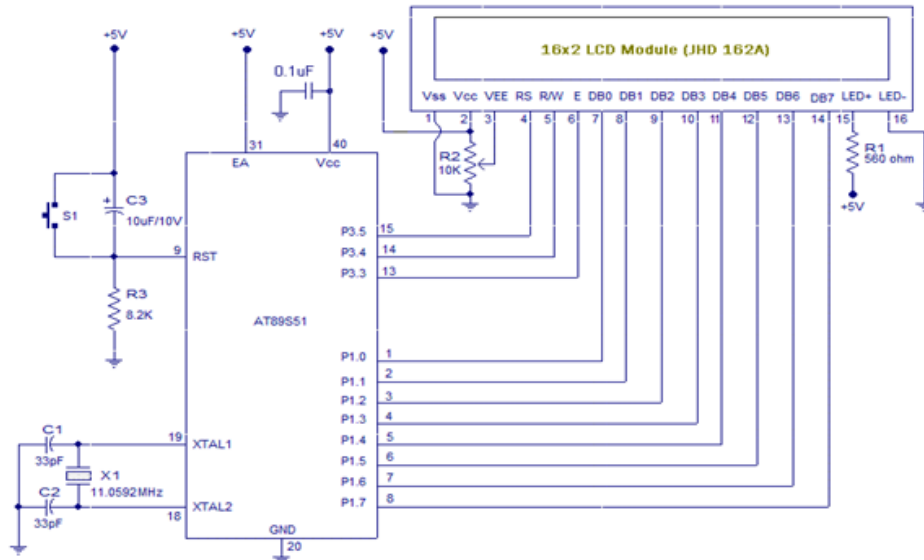 +5V +5V +5V +5V
16x2 LCD Module (JHD 162A)
0.1uF
Vss Vcc VEE RS R/W E DB0 DB1 DB2 DB3 DB4 DB5 DB6 DB7 LED+ LED-
1 2 3 4 5 6 7 8 9 10 11 12 13 14 15 16
31 40
EA Vcc
R2
10K
R1
560 ohm
+5V
S1
+ C3
10uF/10V
9 RST
R3
8.2K
P3.5 15
P3.4 14
P3.3 13
AT89S51
P1.0 1
P1.1 2
P1.2 3
P1.3 4
P1.4 5
P1.5 6
P1.6 7
P1.7 8
C1
33pF
19 XTAL1
X1
11.0592MHz
C2
33pF
18 XTAL2
GND
20